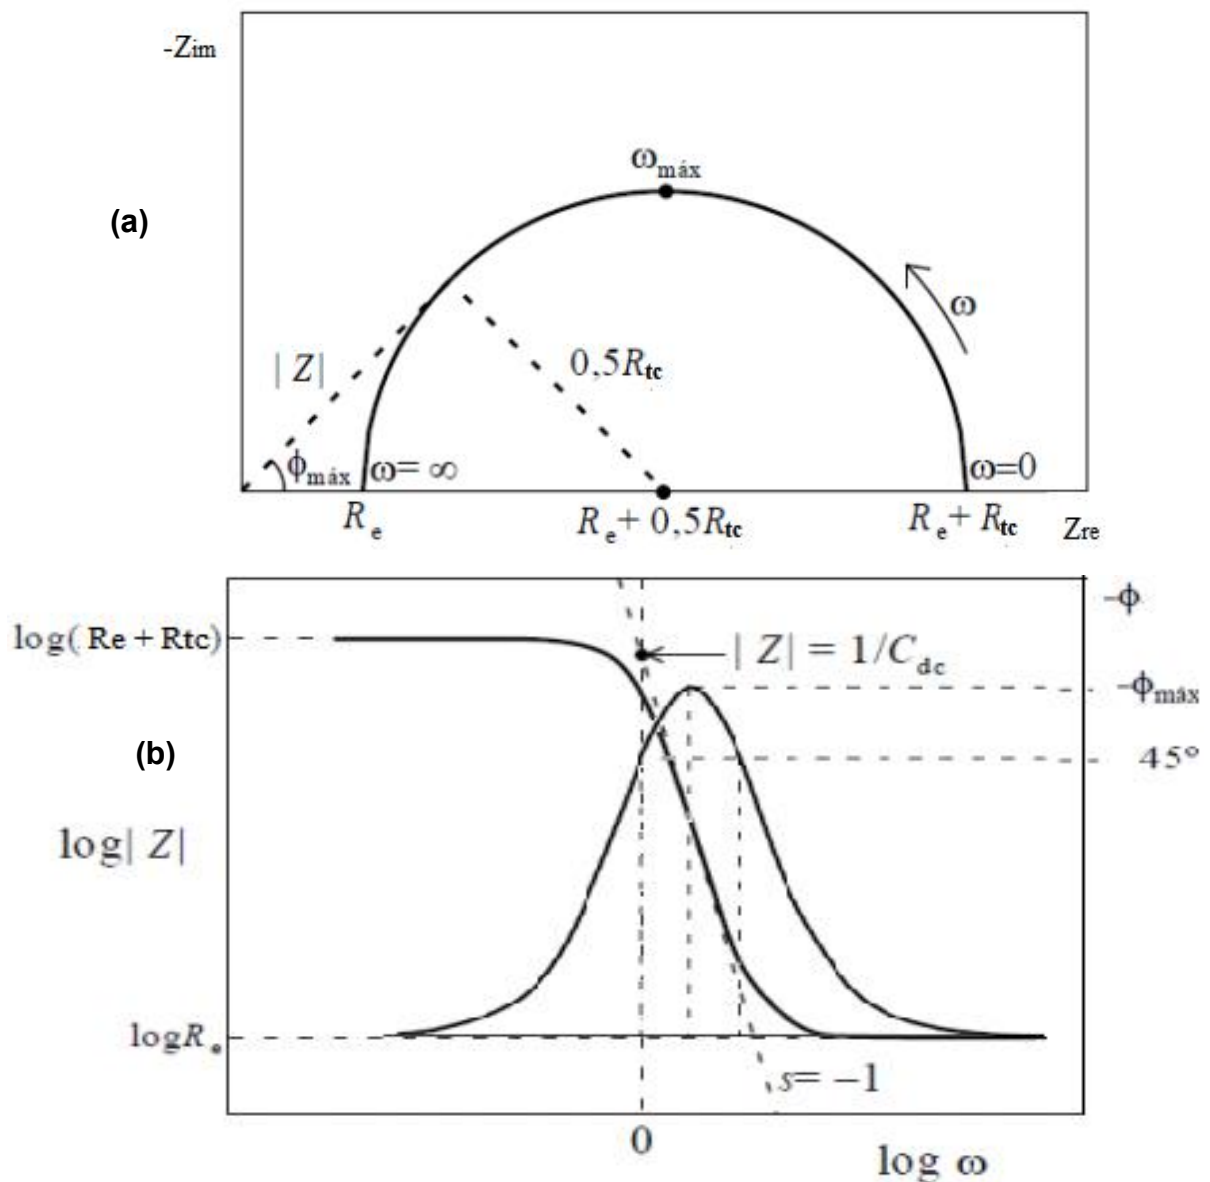 -Zim
ωmáx
(a)
ω
| Z|
0,5Rtc
ϕmáx
ω= ∞
ω=0
Re
Re+ 0,5Rtc
Re+ Rtc
Zre
-ϕ
log( Re + Rtc)
| Z| = 1/Cdc
-ϕmáx
(b)
45º
log| Z|
logRe
s= −1
0
log ω